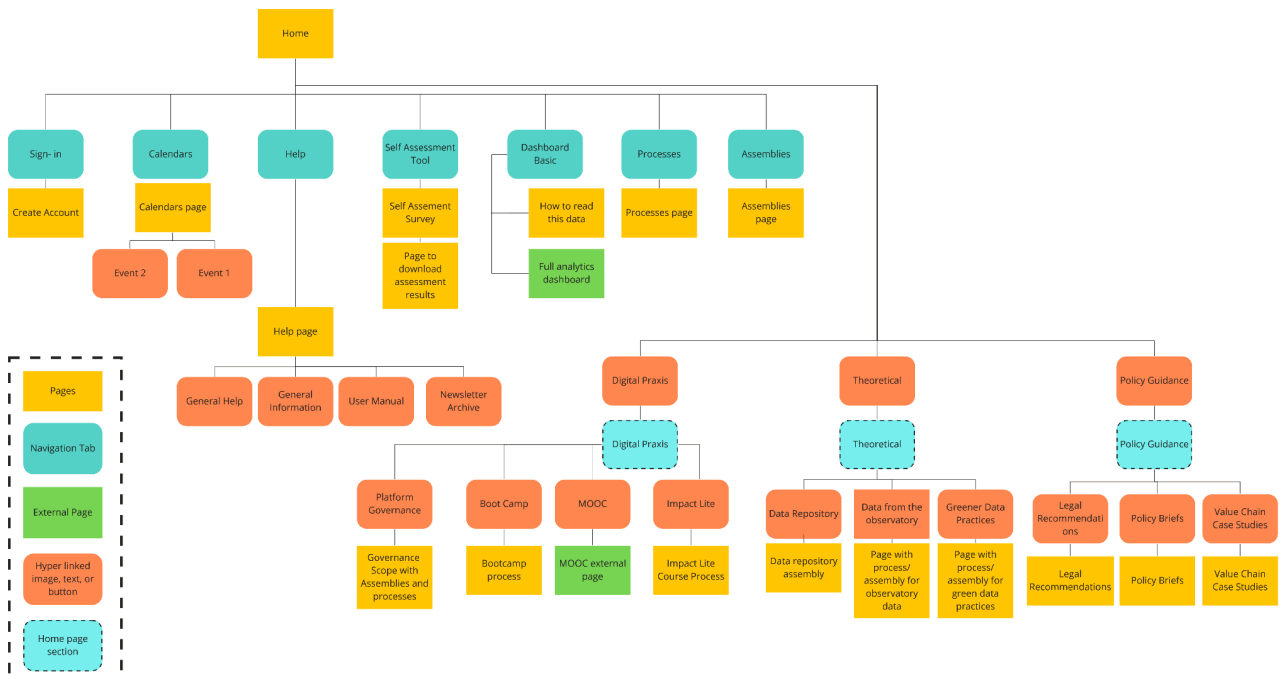 Home
Sign- in
Calendars
Help
Self Assessment
Tool
Dashboard
Basic
Processes
Assemblies
Create Account
Calendars page
Self Assement
Survey
How to read
this data
Processes page
Assemblies
page
Event 2
Event 1
Page to
download
assessment
results
Full analytics
dashboard
Help page
General Help
General
Information
User Manual
Newsletter
Archive
Digital Praxis
Theoretical
Policy Guidance
Digital Praxis
Theoretical
Policy Guidance
Platform
Governance
Boot Camp
MOOC
Impact Lite
Data Repository
Data from the
observatory
Greener Data
Practices
Legal
Recommendati
ons
Policy Briefs
Value Chain
Case Studies
Governance
Scope with
Assemblies and
processes
Bootcamp
process
MOOC external
page
Impact Lite
Course Process
Data repository
assembly
Page with
process/
assembly for
observatory
data
Page with
process/
assembly for
green data
practices
Legal
Recommendations
Policy Briefs
Value Chain
Case Studies
Pages
Navigation Tab
External Page
Hyper linked
image, text, or
button
Home page
section